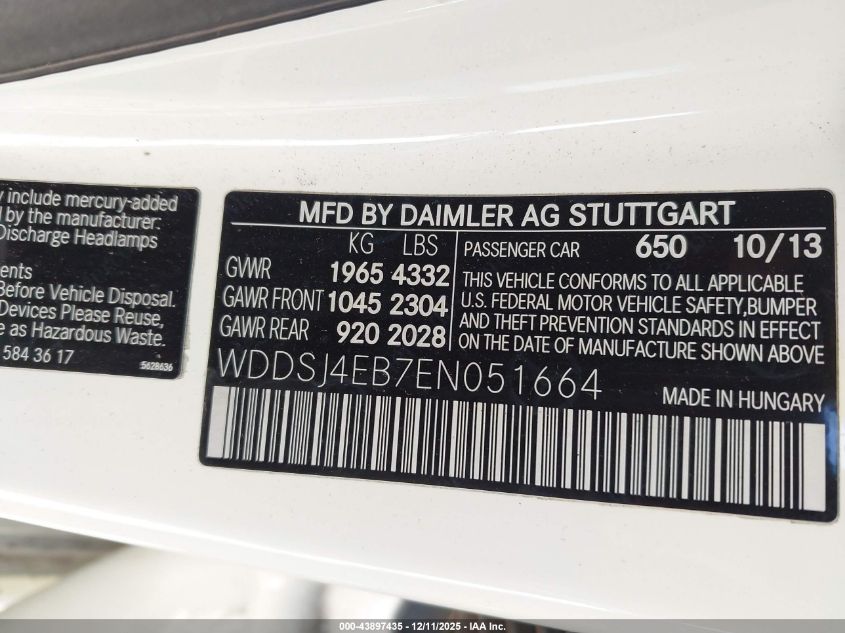 y include mercury-added
by the manufacturer:
Discharge Headlamps
ents
Before Vehicle Disposal.
Devices Please Reuse,
e as Hazardous Waste.
584 36 17
5628636
MFD BY DAIMLER AG STUTTGART
KG LBS
GWVR 1965 4332
GAWR FRONT 1045 2304
GAWR REAR 920 2028
PASSENGER CAR 650 10/13
THIS VEHICLE CONFORMS TO ALL APPLICABLE
U.S. FEDERAL MOTOR VEHICLE SAFETY,BUMPER
AND THEFT PREVENTION STANDARDS IN EFFECT
ON THE DATE OF MANUFACTURE SHOWN ABOVE
WDDSJ4EB7EN051664
MADE IN HUNGARY
000-43897435 - 12/11/2025 - IAA Inc.